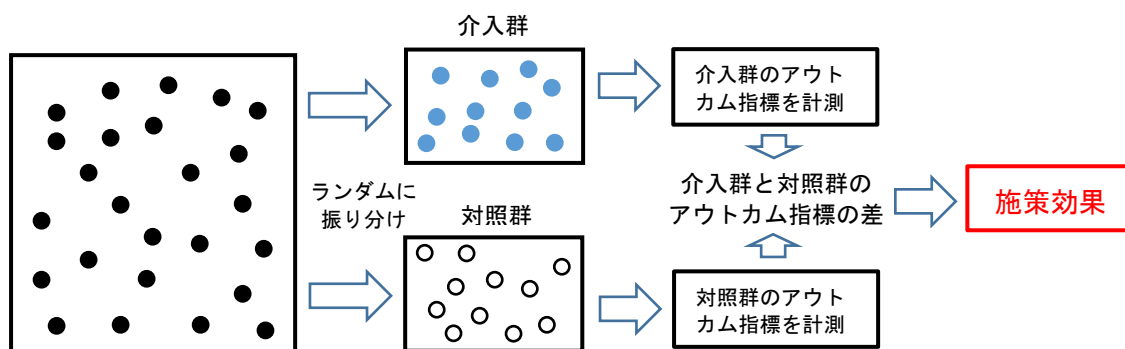 介入群
介入群のアウト
カム指標を計測
ランダムに
振り分け
介入群と対照群の
アウトカム指標の差
施策効果
対照群
対照群のアウト
カム指標を計測